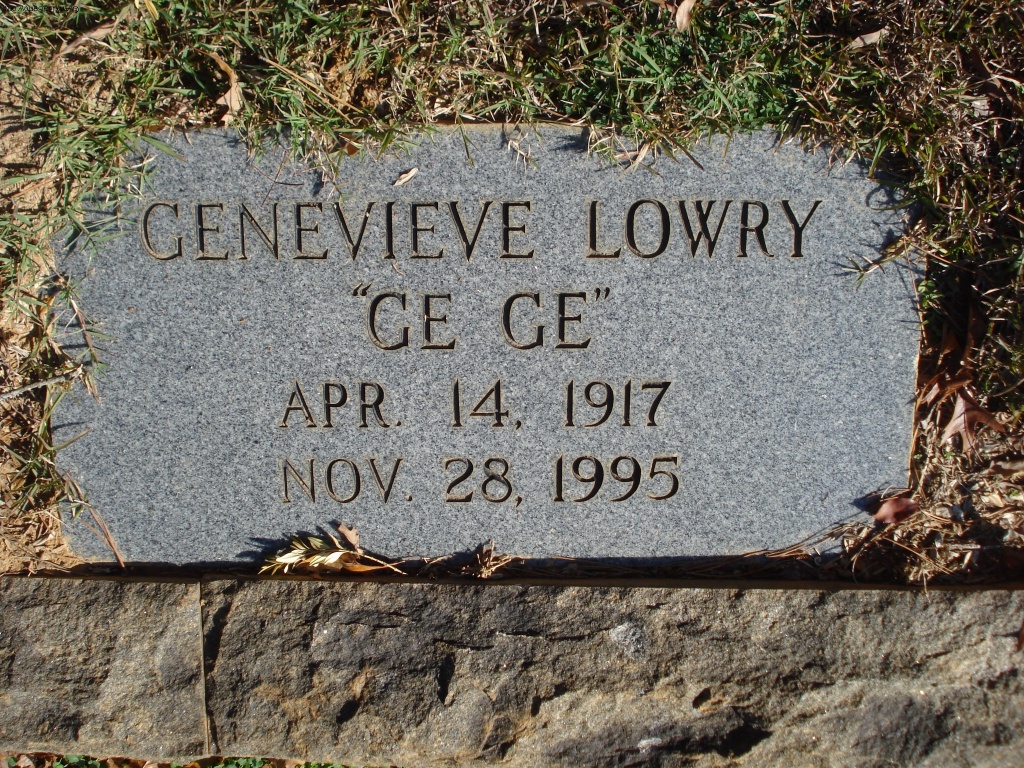 GENEVIEVE LOWRY
"GE GE"
APR. 14, 1917
NOV. 28, 1995